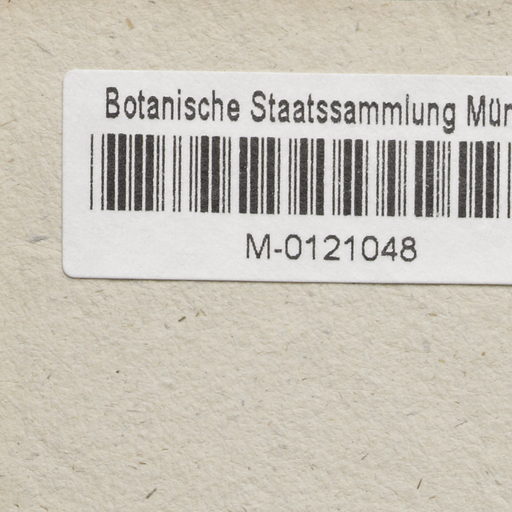 Botanische Staatssammlung Mün
M-0121048